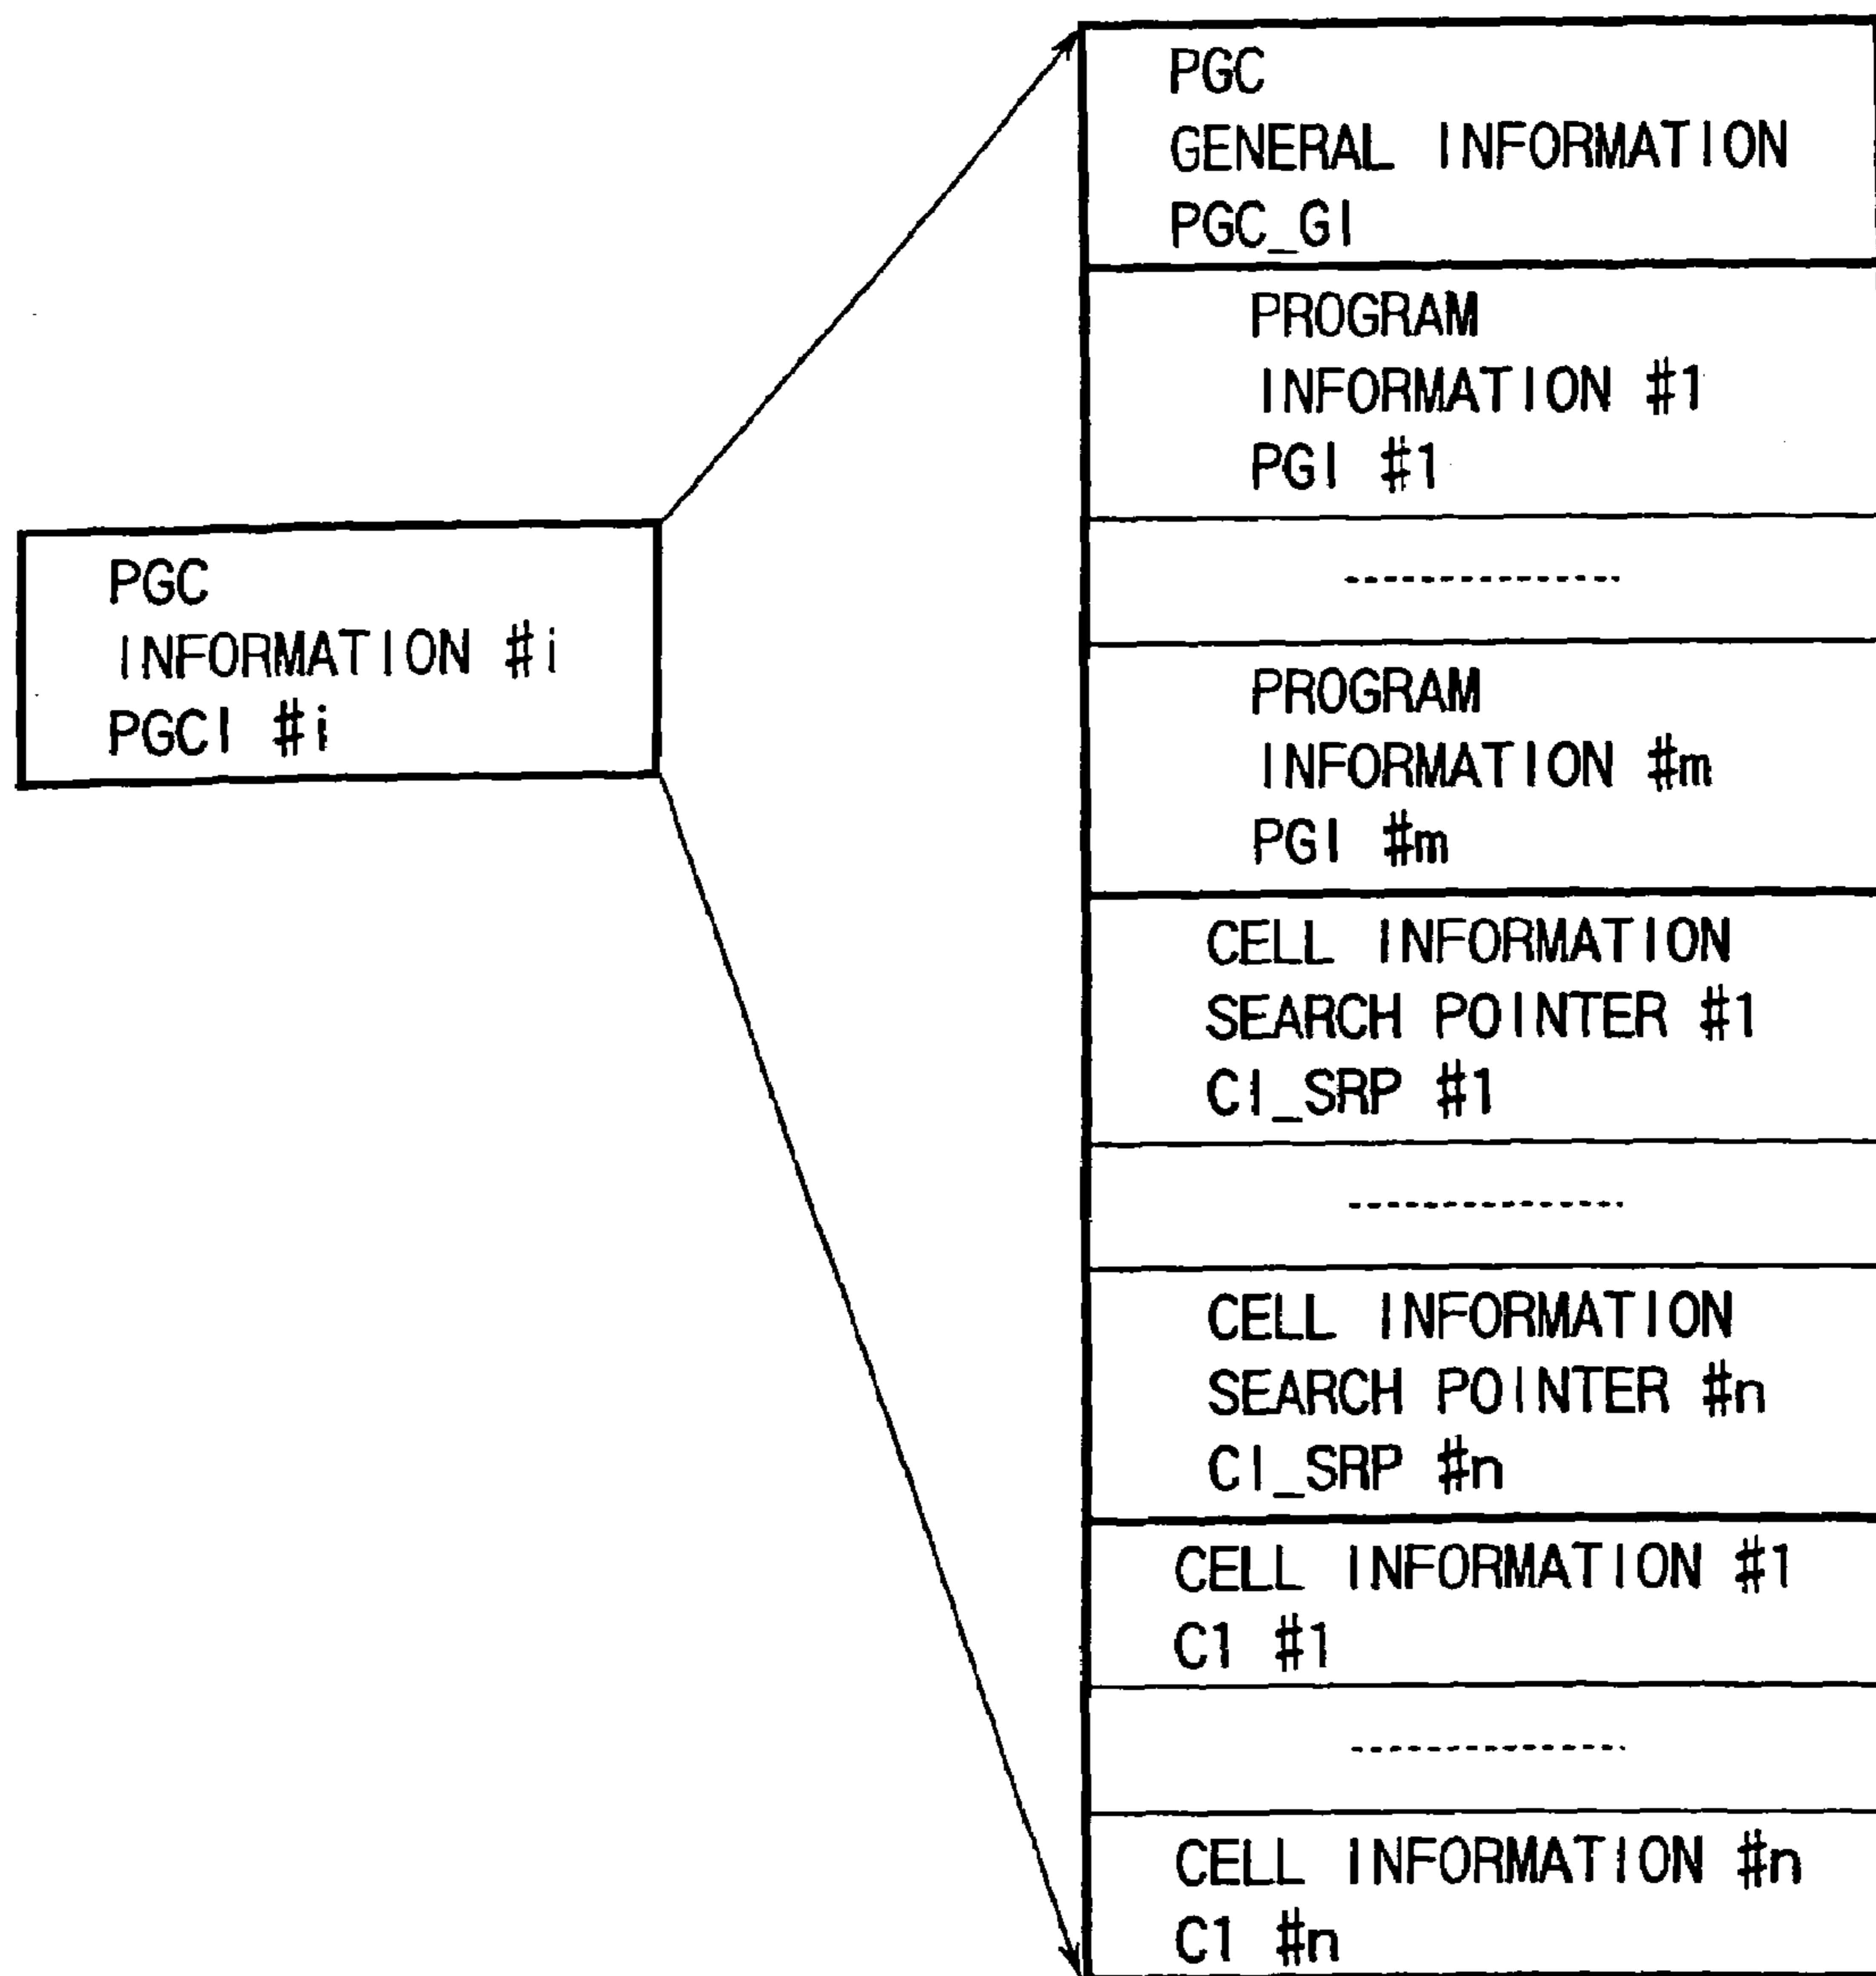 PGC
INFORMATION #i
PGCI #i
PGC
GENERAL INFORMATION
PGC_GI
PROGRAM
INFORMATION #1
PGI #1
PROGRAM
INFORMATION #m
PGI #m
CELL INFORMATION
SEARCH POINTER #1
CI_SRP #1
CELL INFORMATION
SEARCH POINTER #n
CI_SRP #n
CELL INFORMATION #1
C1 #1
CELL INFORMATION #n
C1 #n